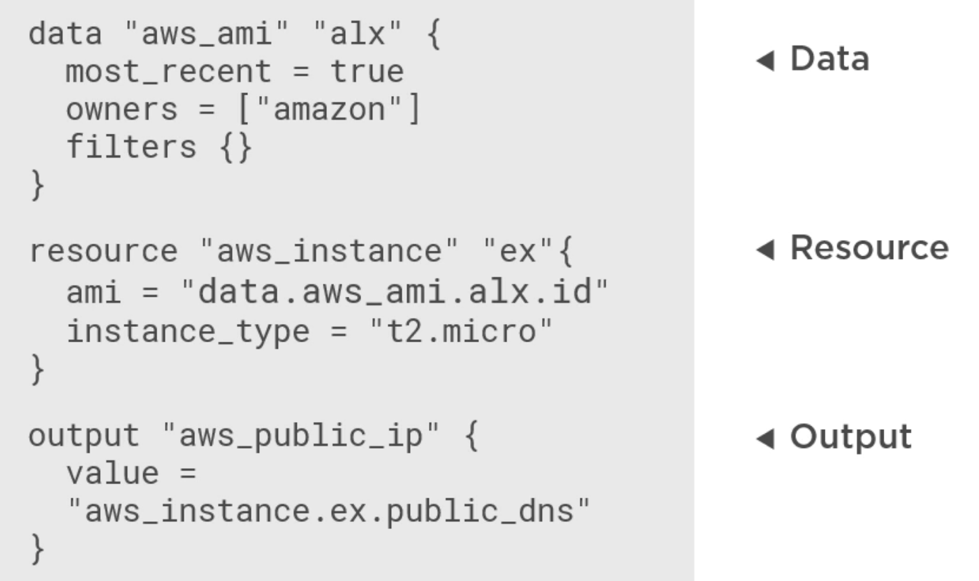 data "aws_ami" "alx" {
  most_recent = true
  owners = ["amazon"]
  filters {}
}
resource "aws_instance" "ex"{
  ami = "data.aws_ami.alx.id"
  instance_type = "t2.micro"
}
output "aws_public_ip" {
  value =
  "aws_instance.ex.public_dns"
}
◄ Data
◄ Resource
◄ Output